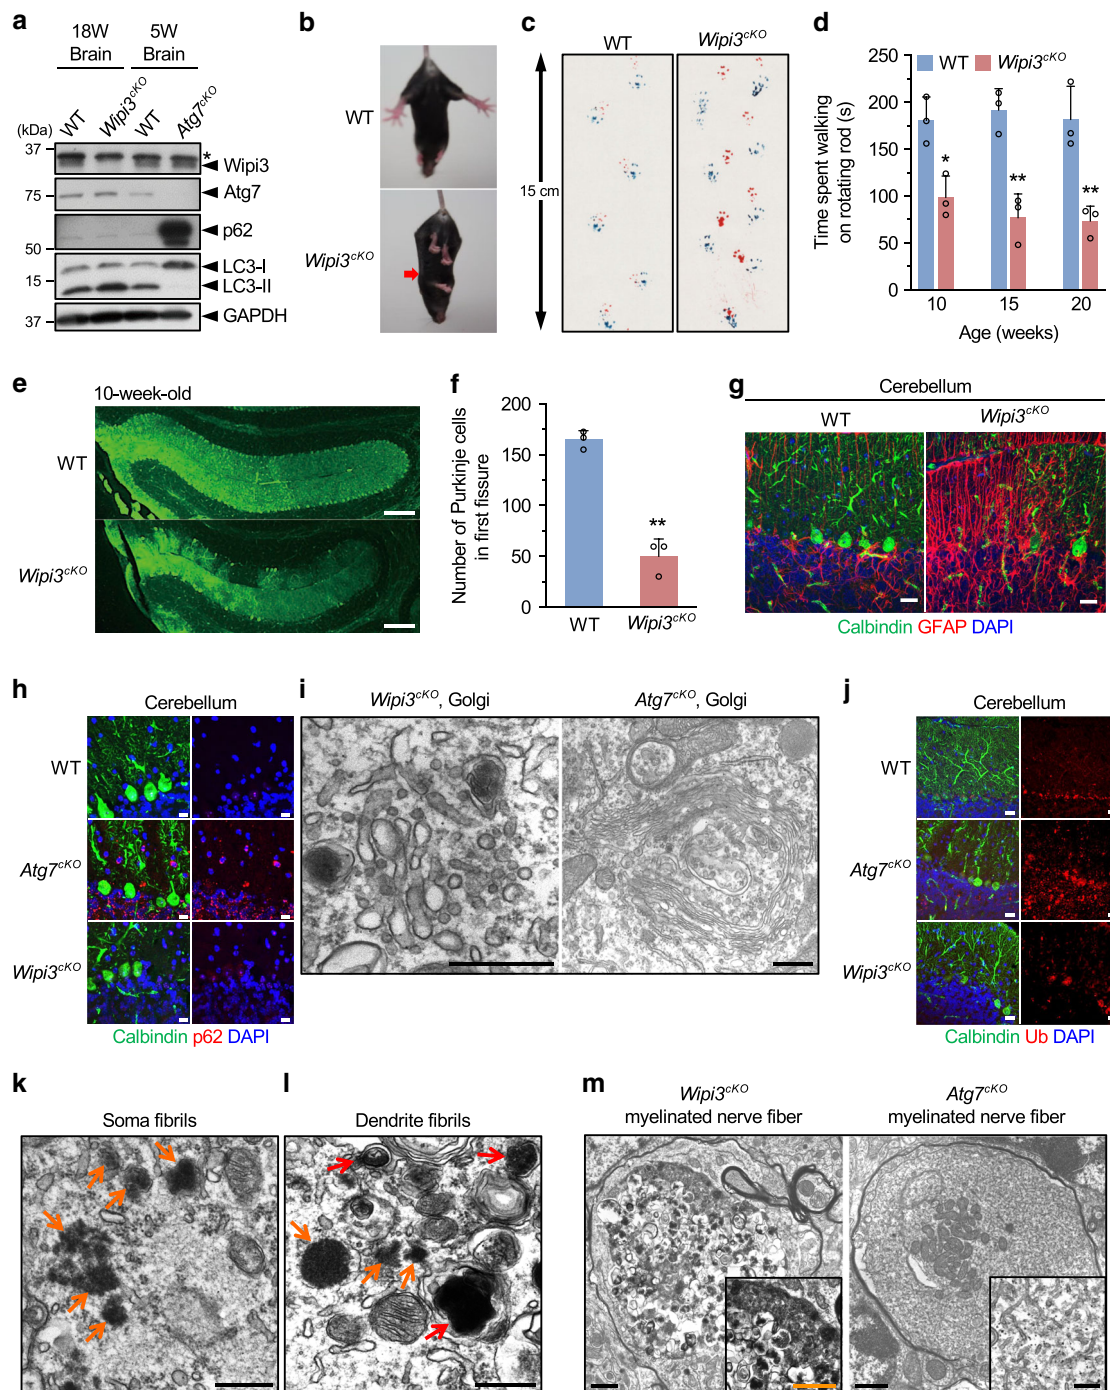 a
18W Brain
5W Brain
WT
Wipi3cKO
WT
Atg7cKO
(kDa)
37
*
Wipi3
75
Atg7
50
p62
15
LC3-I
LC3-II
37
GAPDH
b
WT
Wipi3cKO
c
WT
Wipi3cKO
15 cm
d
WT
Wipi3cKO
Time spent walking
on rotating rod (s)
250
200
150
100
50
0
*
**
**
10
15
20
Age (weeks)
e
10-week-old
WT
Wipi3cKO
f
Number of Purkinje cells
in first fissure
200
150
100
50
0
**
WT
Wipi3cKO
g
Cerebellum
WT
Wipi3cKO
Calbindin GFAP DAPI
h
Cerebellum
WT
Atg7cKO
Wipi3cKO
Calbindin p62 DAPI
i
Wipi3cKO, Golgi
Atg7cKO, Golgi
j
Cerebellum
WT
Atg7cKO
Wipi3cKO
Calbindin Ub DAPI
k
Soma fibrils
l
Dendrite fibrils
m
Wipi3cKO
myelinated nerve fiber
Atg7cKO
myelinated nerve fiber